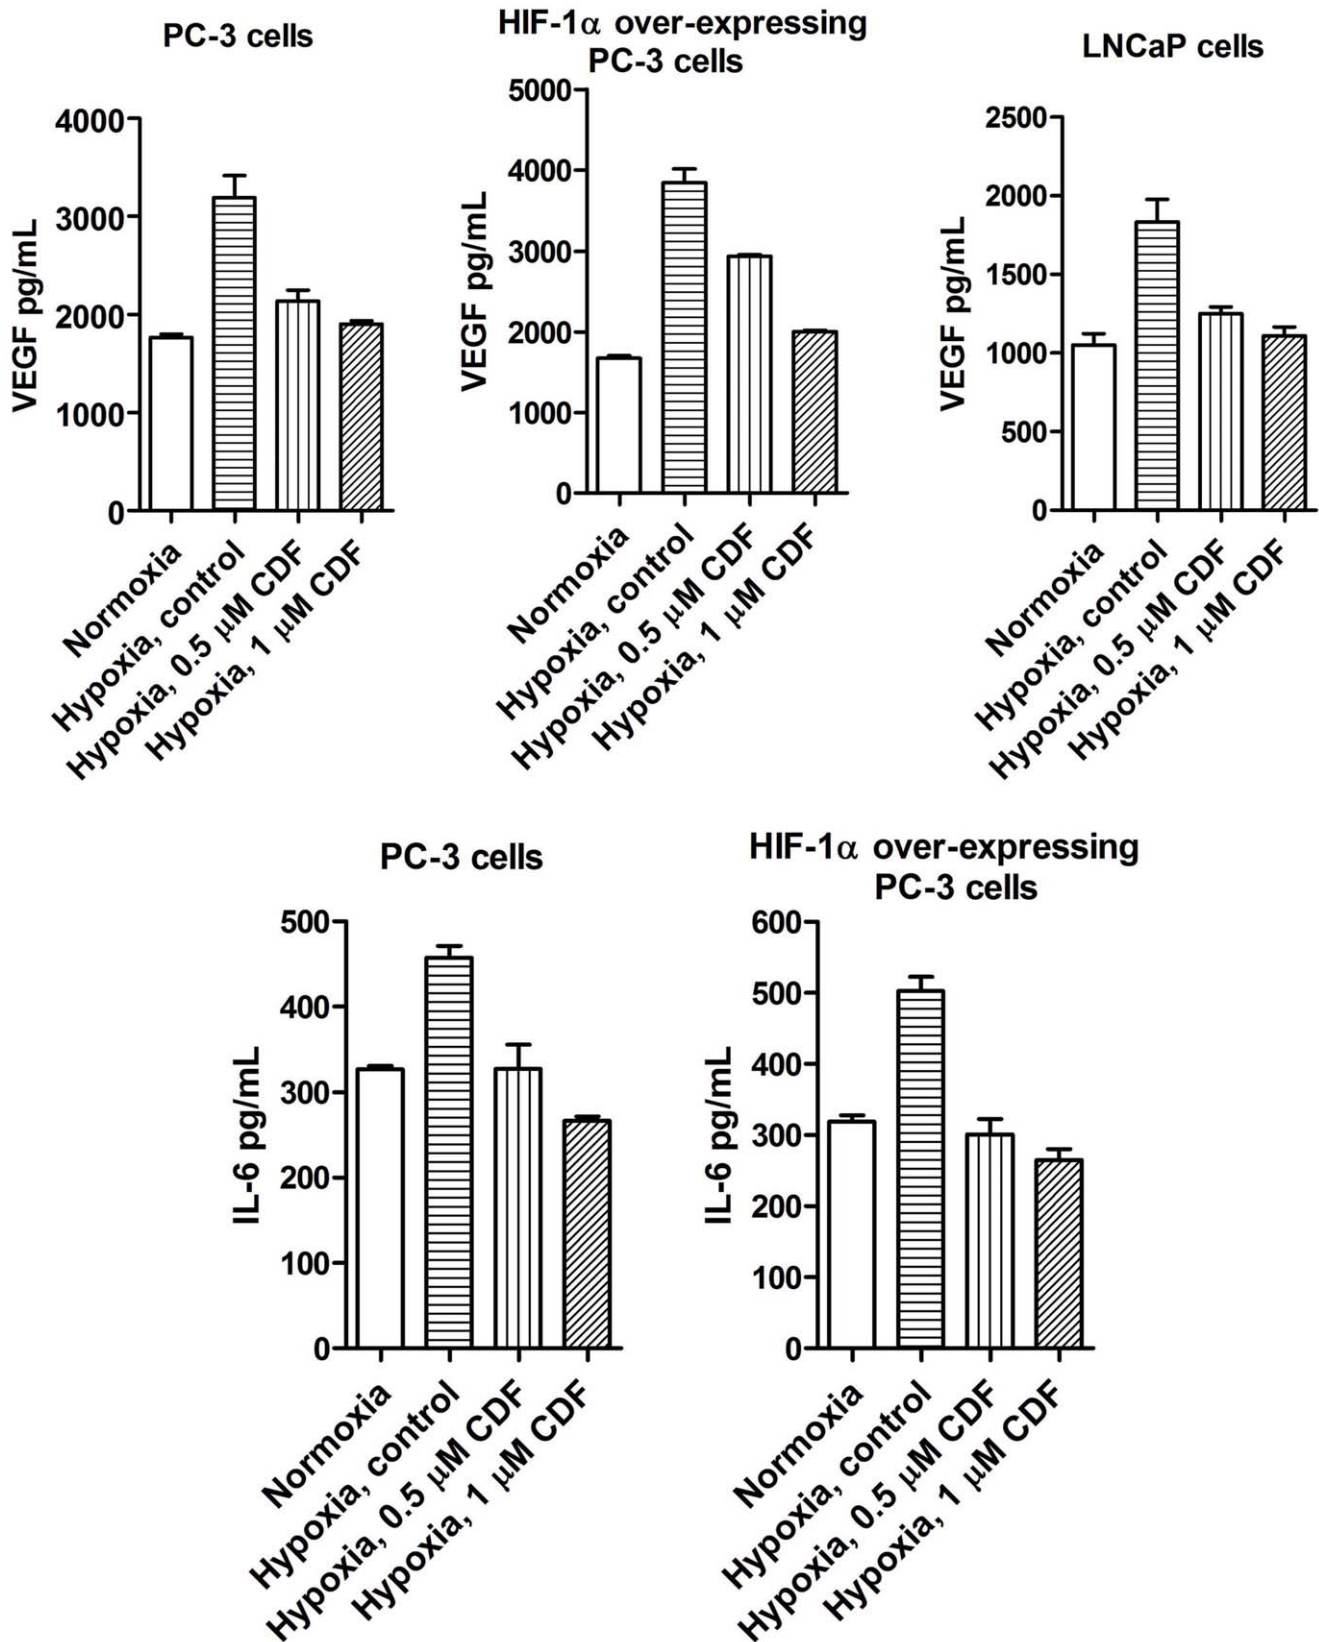 PC-3 cells
VEGF pg/mL
4000
3000
2000
1000
0
Normoxia
Hypoxia, control
Hypoxia, 0.5 μM CDF
Hypoxia, 1 μM CDF
HIF-1α over-expressing
PC-3 cells
VEGF pg/mL
5000
4000
3000
2000
1000
0
Normoxia
Hypoxia, control
Hypoxia, 0.5 μM CDF
Hypoxia, 1 μM CDF
LNCaP cells
VEGF pg/mL
2500
2000
1500
1000
500
0
Normoxia
Hypoxia, control
Hypoxia, 0.5 μM CDF
Hypoxia, 1 μM CDF
PC-3 cells
IL-6 pg/mL
500
400
300
200
100
0
Normoxia
Hypoxia, control
Hypoxia, 0.5 μM CDF
Hypoxia, 1 μM CDF
HIF-1α over-expressing
PC-3 cells
IL-6 pg/mL
600
500
400
300
200
100
0
Normoxia
Hypoxia, control
Hypoxia, 0.5 μM CDF
Hypoxia, 1 μM CDF